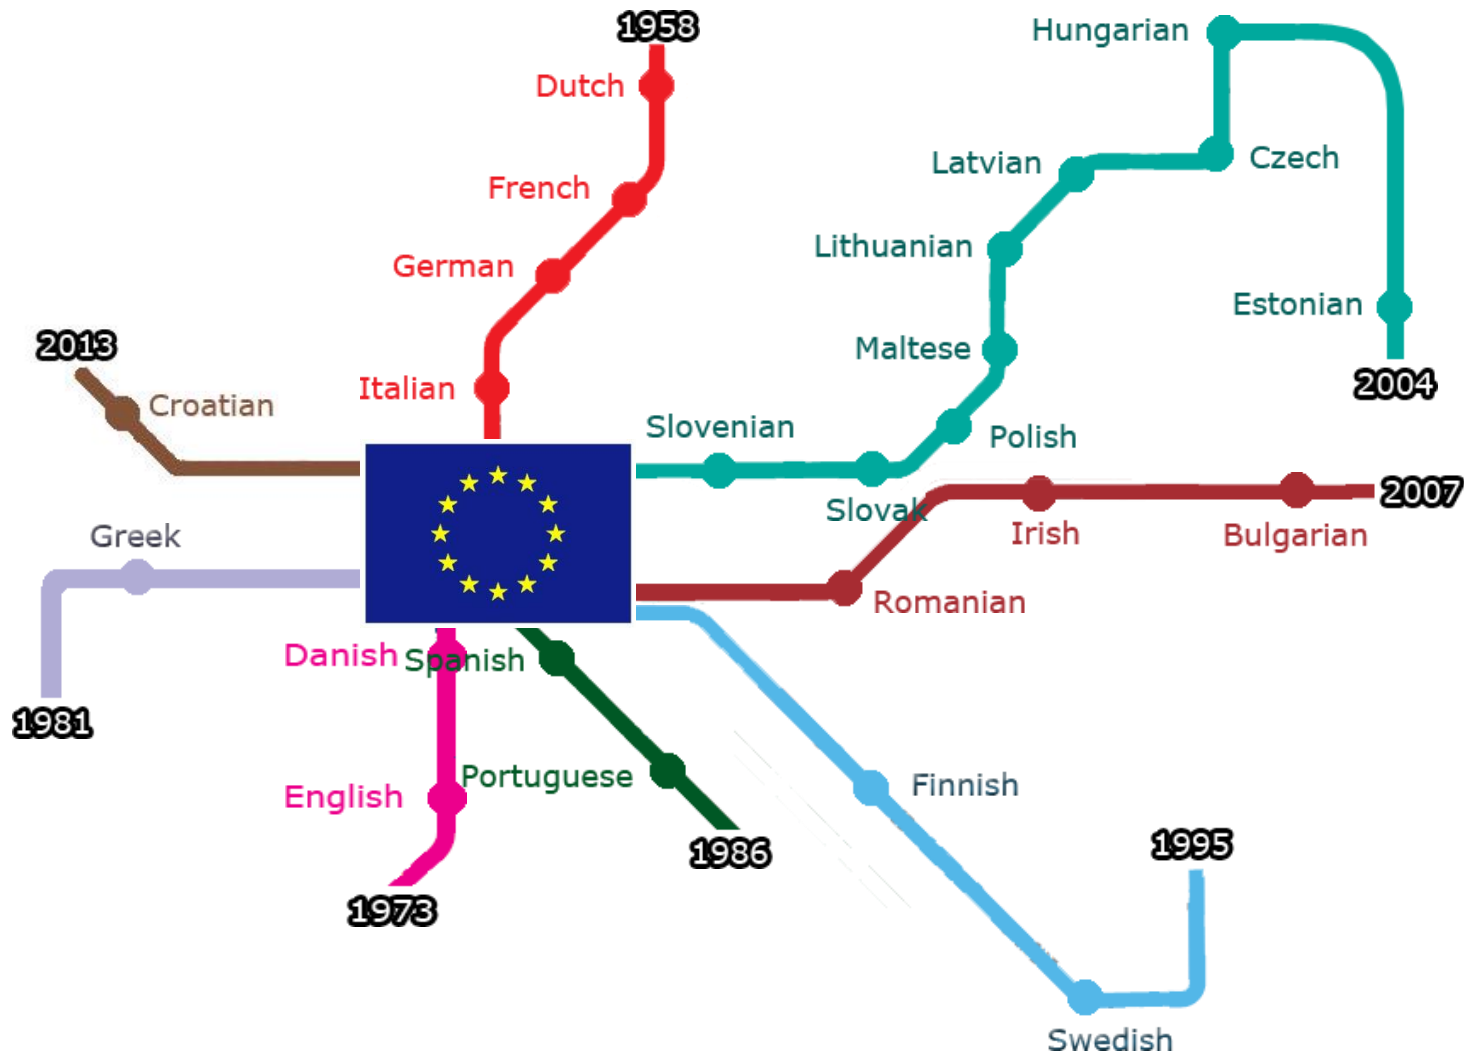 1958
Dutch
French
German
Italian
Hungarian
Czech
Latvian
Lithuanian
Estonian
2004
Maltese
Polish
Slovenian
Slovak
2013
Croatian
2007
Irish
Bulgarian
Romanian
Greek
1981
Danish
English
1973
Spanish
Portuguese
1986
Finnish
1995
Swedish